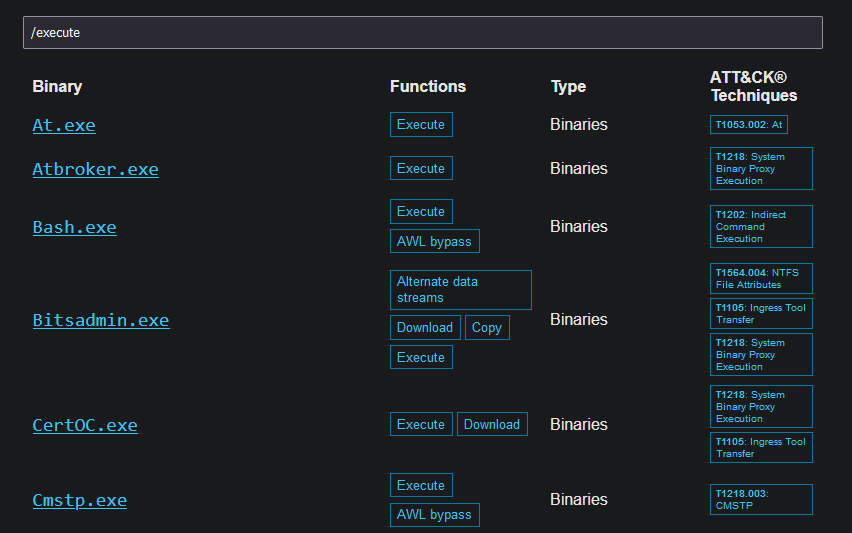 /execute
Binary Functions Type ATT&CK®
Techniques
At.exe Execute Binaries T1053.002: At
Atbroker.exe Execute Binaries T1218: System
Binary Proxy
Execution
Bash.exe Execute
AWL bypass Binaries T1202: Indirect
Command
Execution
Bitsadmin.exe Alternate data
streams
Download Copy
Execute Binaries T1564.004: NTFS
File Attributes
T1105: Ingress Tool
Transfer
T1218: System
Binary Proxy
Execution
CertOC.exe Execute Download Binaries T1218: System
Binary Proxy
Execution
T1105: Ingress Tool
Transfer
Cmstp.exe Execute
AWL bypass Binaries T1218.003:
CMSTP